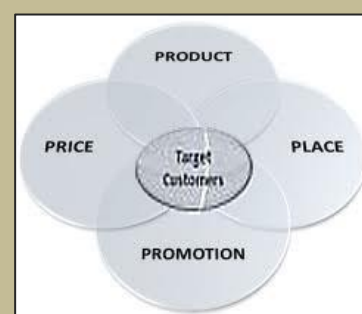 PRODUCT
PRICE
PLACE
Target
Customers
PROMOTION